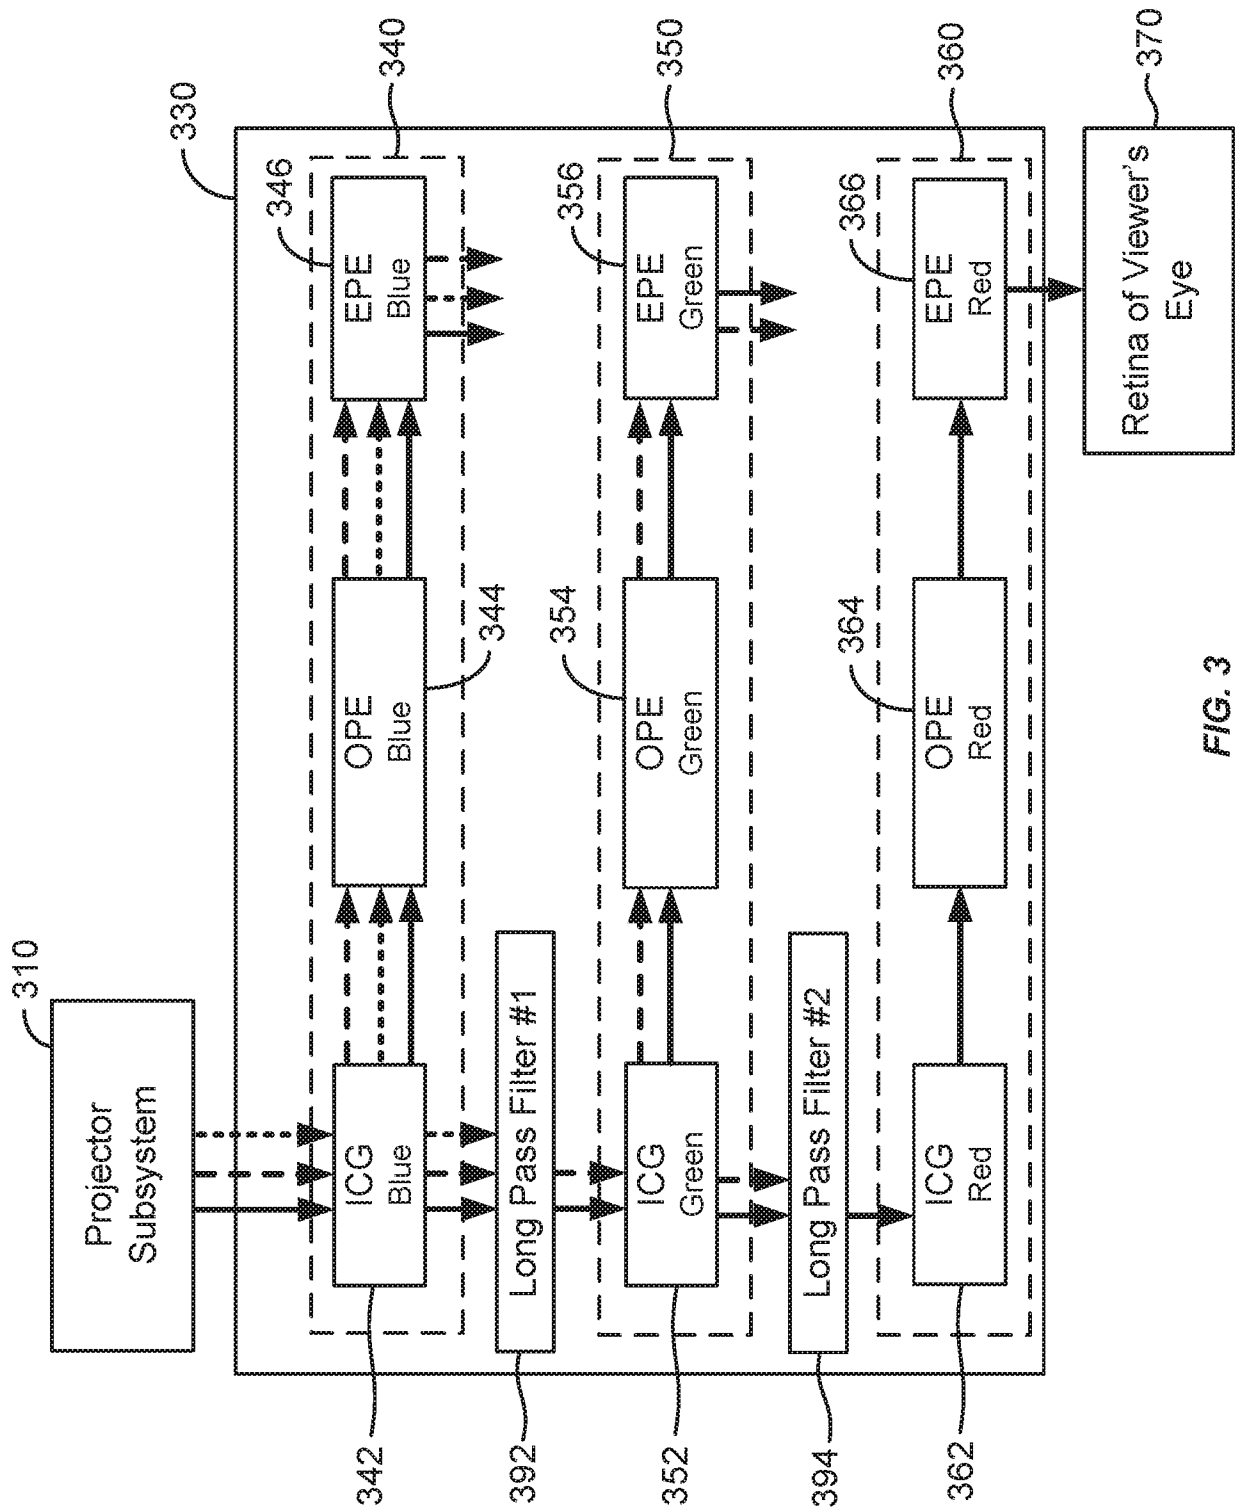 310
Projector
Subsystem
330
340
346
ICG
Blue
OPE
Blue
EPE
Blue
342
344
392
Long Pass Filter #1
350
356
354
ICG
Green
OPE
Green
EPE
Green
352
394
Long Pass Filter #2
360
366
364
ICG
Red
OPE
Red
EPE
Red
362
370
Retina of Viewer's
Eye
FIG. 3